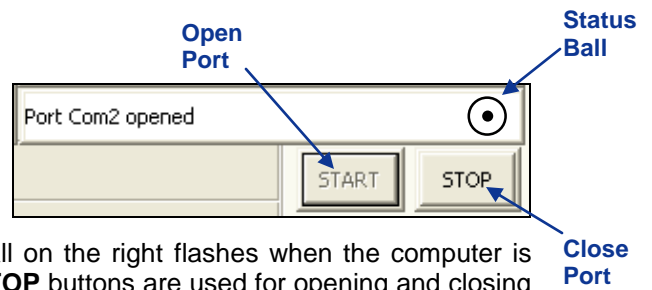 Open
Port
Status
Ball
Port Com2 opened
START
STOP
Close
Port
all on the right flashes when the computer is
TOP buttons are used for opening and closing